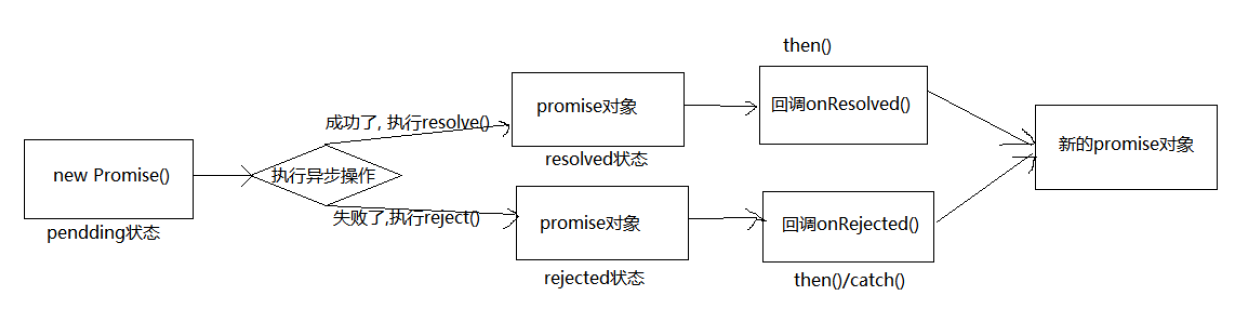 new Promise()
pendding状态
执行异步操作
成功了, 执行resolve()
失败了,执行reject()
promise对象
resolved状态
promise对象
rejected状态
then()
回调onResolved()
回调onRejected()
then()/catch()
新的promise对象